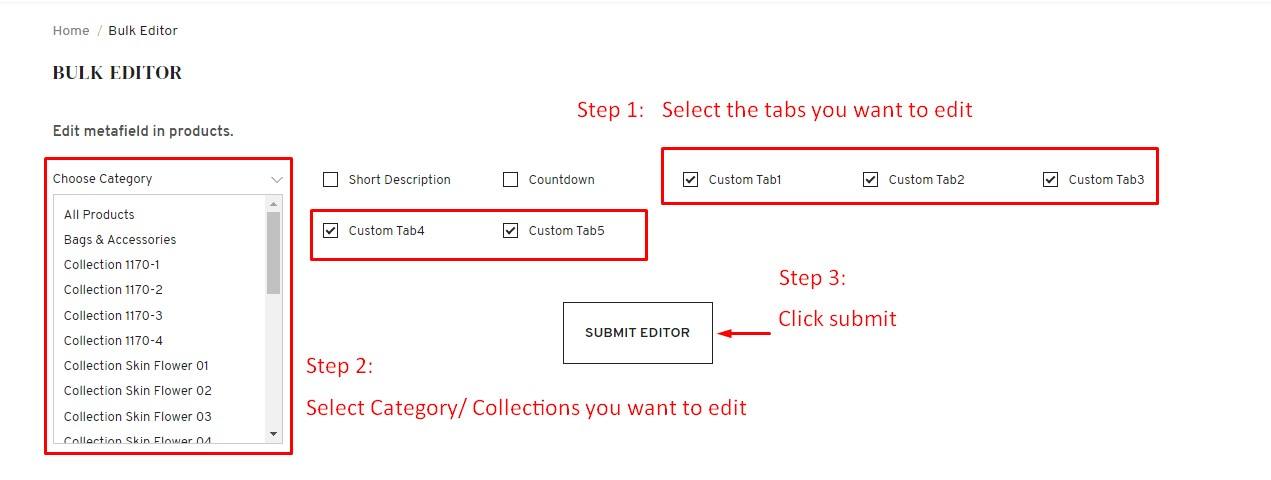 Home / Bulk Editor
BULK EDITOR
Step 1: Select the tabs you want to edit
Edit metafield in products.
Choose Category
Short Description
Countdown
Custom Tab1
Custom Tab2
Custom Tab3
All Products
Bags & Accessories
Collection 1170-1
Collection 1170-2
Collection 1170-3
Collection 1170-4
Collection Skin Flower 01
Collection Skin Flower 02
Collection Skin Flower 03
Collection Skin Flower 04
Custom Tab4
Custom Tab5
Step 3:
Click submit
SUBMIT EDITOR
Step 2:
Select Category/ Collections you want to edit